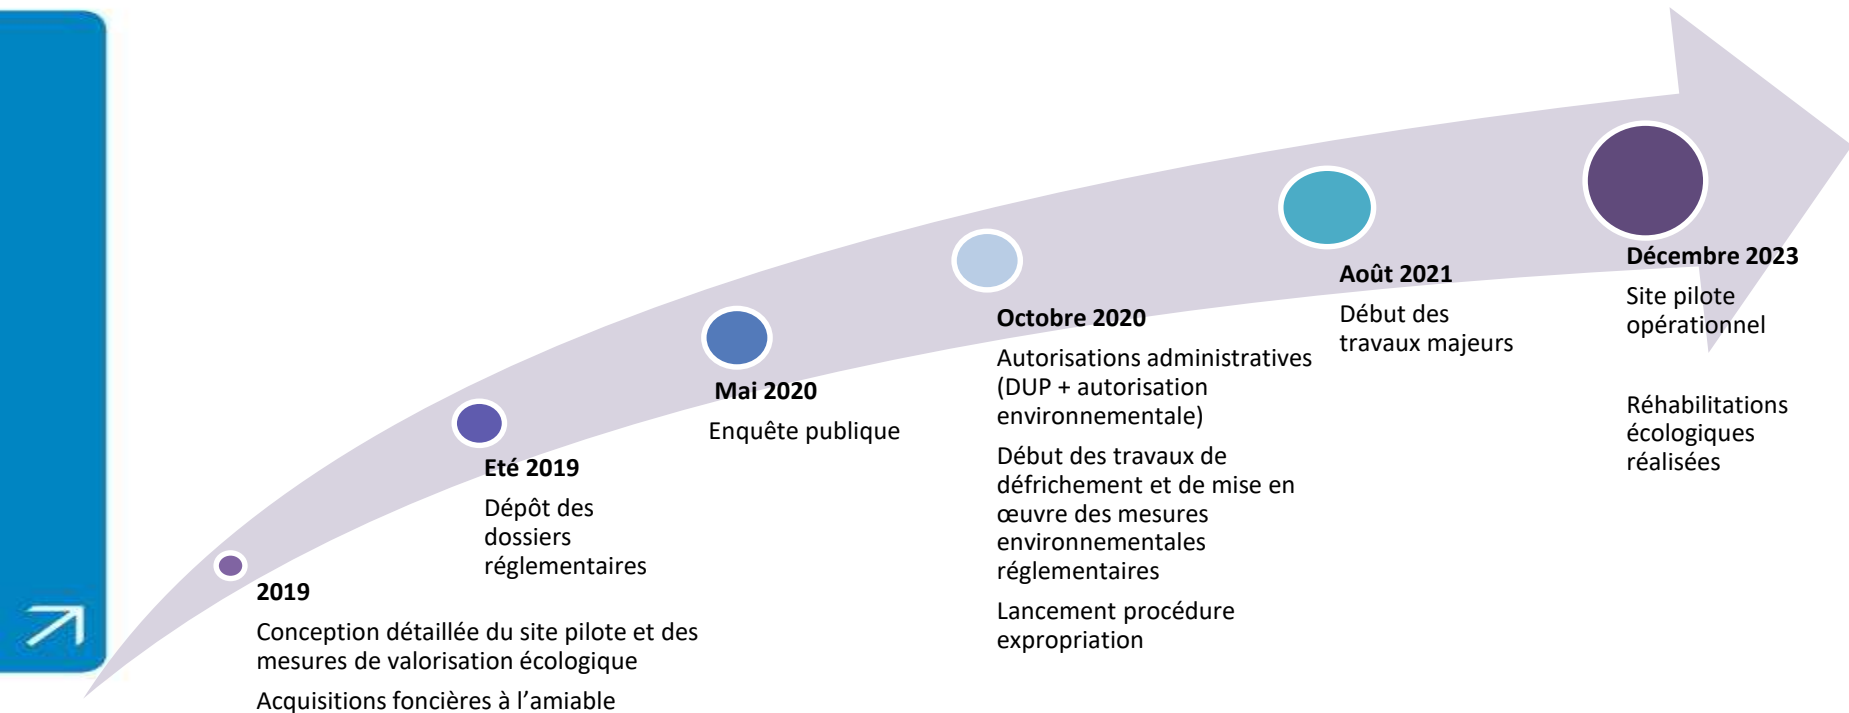 2019
Conception détaillée du site pilote et des
mesures de valorisation écologique
Acquisitions foncières à l’amiable
Eté 2019
Dépôt des
dossiers
réglementaires
Mai 2020
Enquête publique
Octobre 2020
Autorisations administratives
(DUP + autorisation
environnementale)
Début des travaux de
défrichement et de mise en
œuvre des mesures
environnementales
réglementaires
Lancement procédure
expropriation
Août 2021
Début des
travaux majeurs
Décembre 2023
Site pilote
opérationnel
Réhabilitations
écologiques
réalisées